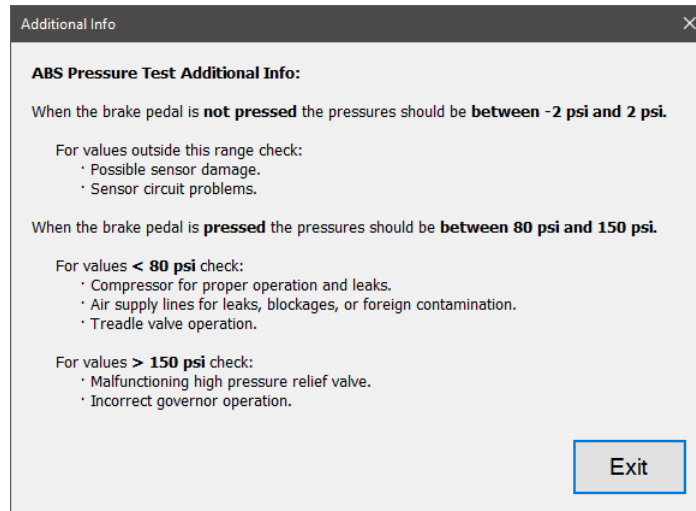 Additional Info
ABS Pressure Test Additional Info:
When the brake pedal is not pressed the pressures should be between -2 psi and 2 psi.
For values outside this range check:
· Possible sensor damage.
· Sensor circuit problems.
When the brake pedal is pressed the pressures should be between 80 psi and 150 psi.
For values < 80 psi check:
· Compressor for proper operation and leaks.
· Air supply lines for leaks, blockages, or foreign contamination.
· Treadle valve operation.
For values > 150 psi check:
· Malfunctioning high pressure relief valve.
· Incorrect governor operation.
Exit